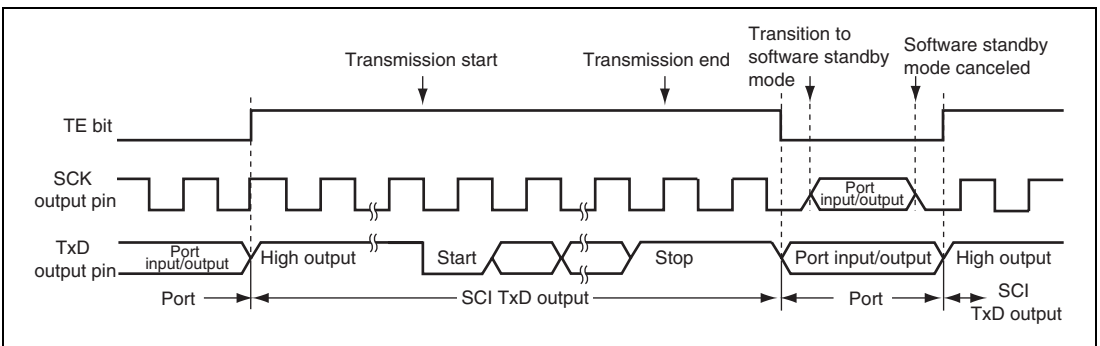 Transmission start
Transmission end
Transition to
software standby
mode
Software standby
mode canceled
TE bit
SCK
output pin
Port
input/output
TxD
output pin
Port
input/output
High output
Start
Stop
Port input/output
High output
Port
SCI TxD output
Port
SCI
TxD output